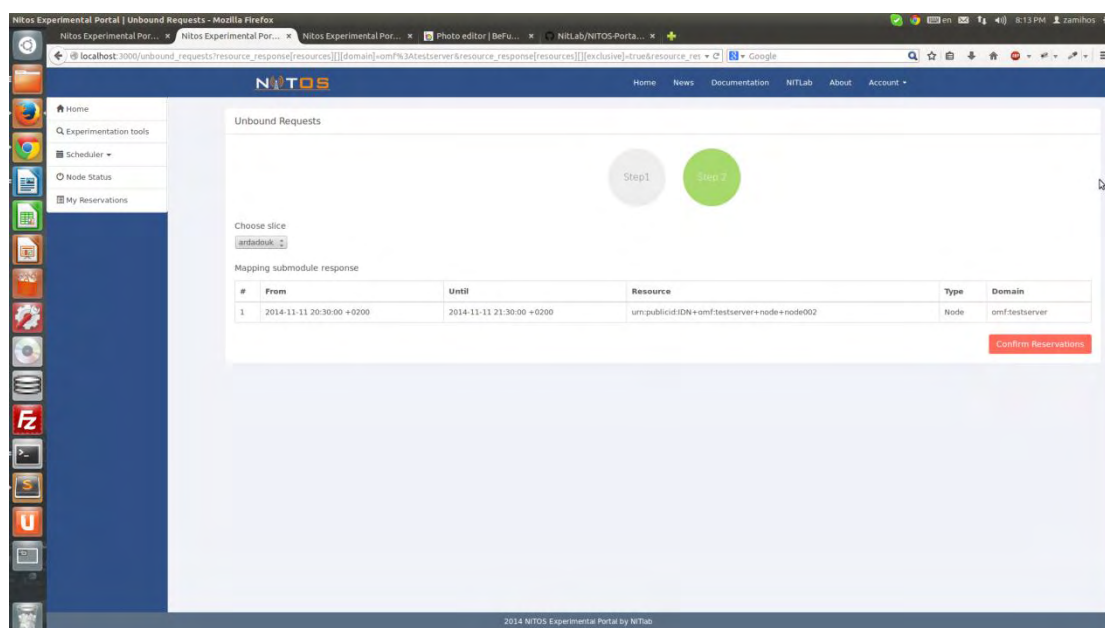 Nitos Experimental Portal | Unbound Requests - Mozilla Firefox
en 8:13 PM zamihos
Nitos Experimental Por... x Nitos Experimental Por... x Nitos Experimental Por... x Photo editor | BeFu... x NitLab/NITOS-Porta... x
localhost:3000/unbound_requests?resource_response[resources][][domain]=omf%3Atestserver&resource_response[resources][][exclusive]=true&resource_res Google
NITOS
Home News Documentation NITLab About Account
Home
Experimentation tools
Scheduler
Node Status
My Reservations
Unbound Requests
Step1 Step 2
Choose slice
ardadouk
Mapping submodule response
# From Until Resource Type Domain
1 2014-11-11 20:30:00 +0200 2014-11-11 21:30:00 +0200 urn:publicid:IDN+omf:testserver+node+node002 Node omf:testserver
Confirm Reservations
2014 NITOS Experimental Portal by NITlab